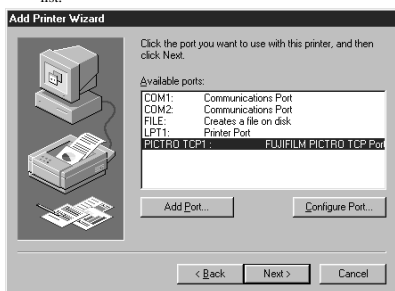 list.
Add Printer Wizard
Click the port you want to use with this printer, and then
click Next.
Available ports:
COM1: Communications Port
COM2: Communications Port
FILE: Creates a file on disk
LPT1: Printer Port
PICTRO TCP1 : FUJIFILM PICTRO TCP Port
Add Port...
Configure Port...
< Back
Next >
Cancel